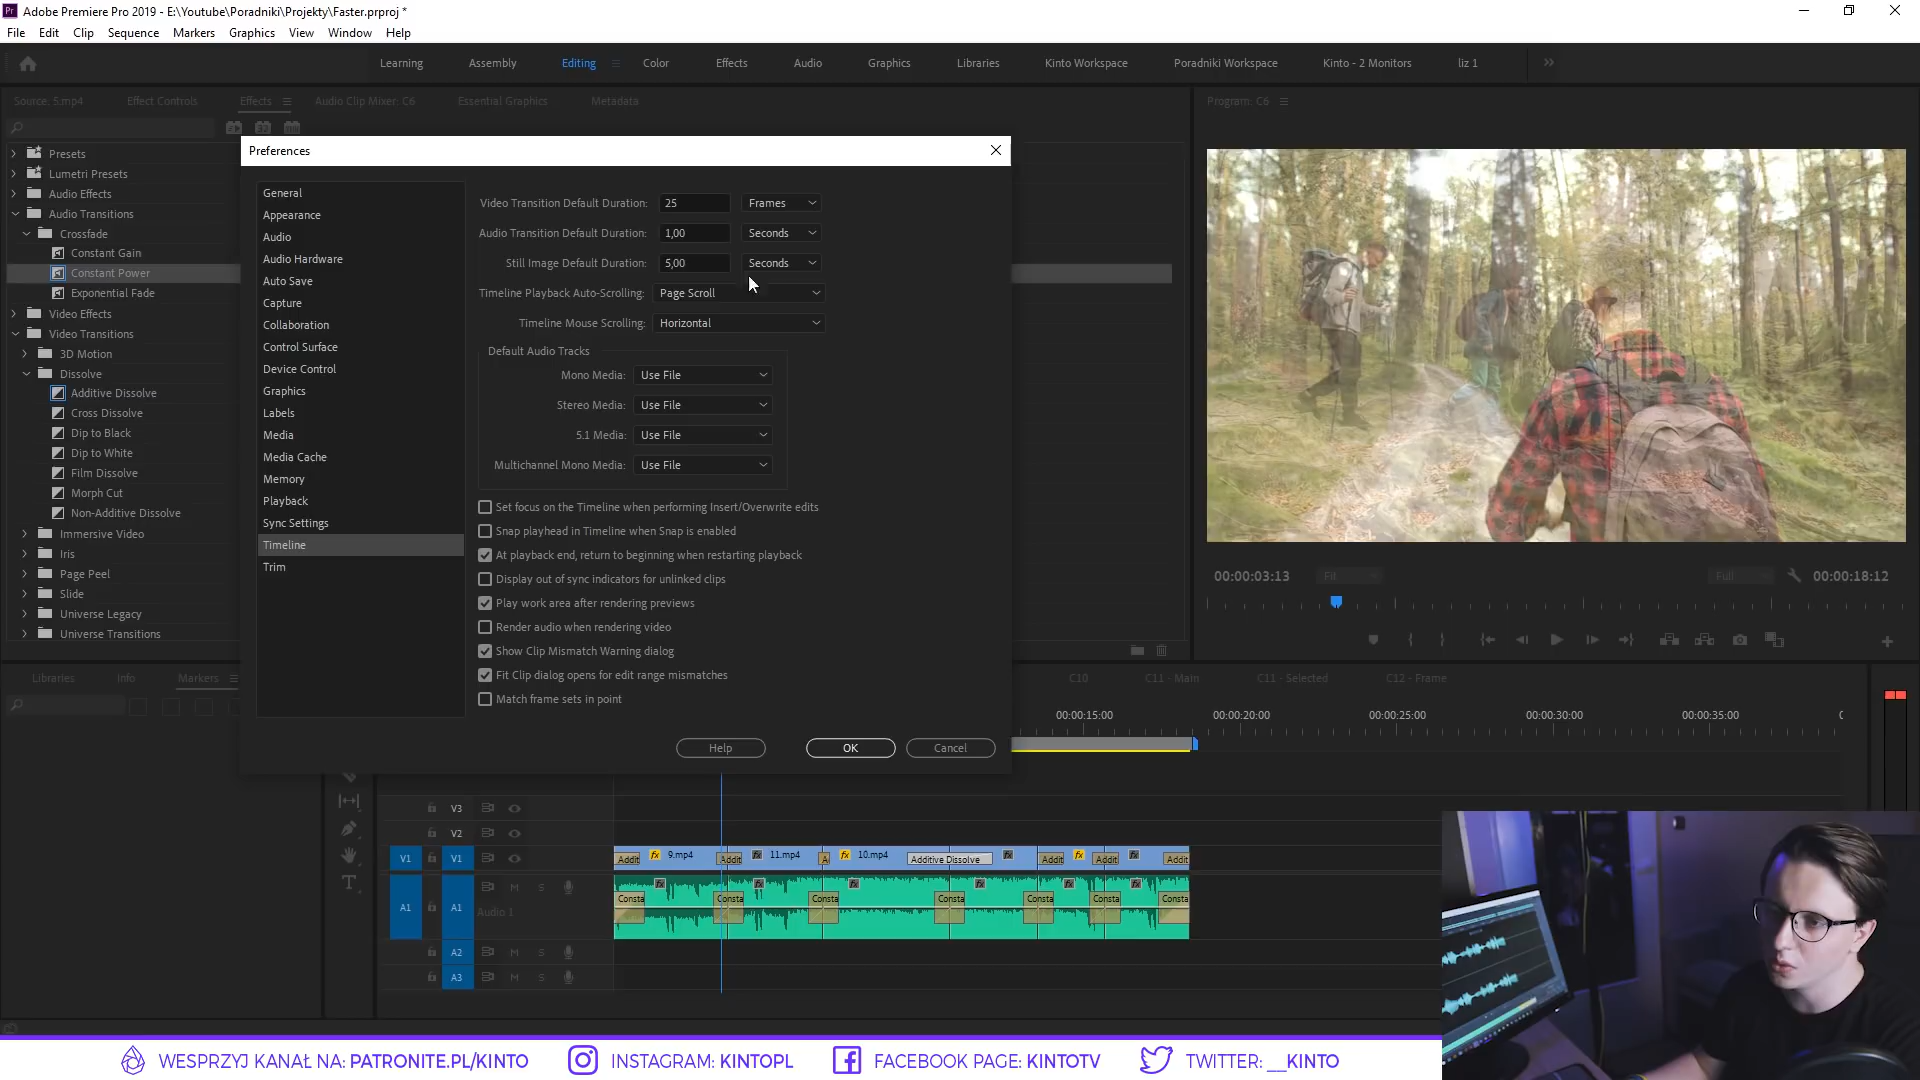 Adobe Premiere Pro 2019 - E:\Youtube\Poradniki\Projekty\Faster.prproj *
File Edit Clip Sequence Markers Graphics View Window Help
Learning Assembly Editing Color Effects Audio Graphics Libraries Kinto Workspace Poradniki Workspace Kinto - 2 Monitors liz 1
Source: 5.mp4 Effect Controls Effects Audio Clip Mixer: C6 Essential Graphics Metadata
Program: C6
Presets
Lumetri Presets
Audio Effects
Audio Transitions
Crossfade
Constant Gain
Constant Power
Exponential Fade
Video Effects
Video Transitions
3D Motion
Dissolve
Additive Dissolve
Cross Dissolve
Dip to Black
Dip to White
Film Dissolve
Morph Cut
Non-Additive Dissolve
Immersive Video
Iris
Page Peel
Slide
Universe Legacy
Universe Transitions
Preferences
General
Appearance
Audio
Audio Hardware
Auto Save
Capture
Collaboration
Control Surface
Device Control
Graphics
Labels
Media
Media Cache
Memory
Playback
Sync Settings
Timeline
Trim
Video Transition Default Duration: 25 Frames
Audio Transition Default Duration: 1,00 Seconds
Still Image Default Duration: 5,00 Seconds
Timeline Playback Auto-Scrolling: Page Scroll
Timeline Mouse Scrolling: Horizontal
Default Audio Tracks
Mono Media: Use File
Stereo Media: Use File
5.1 Media: Use File
Multichannel Mono Media: Use File
Set focus on the Timeline when performing Insert/Overwrite edits
Snap playhead in Timeline when Snap is enabled
At playback end, return to beginning when restarting playback
Display out of sync indicators for unlinked clips
Play work area after rendering previews
Render audio when rendering video
Show Clip Mismatch Warning dialog
Fit Clip dialog opens for edit range mismatches
Match frame sets in point
Help OK Cancel
00:00:03:13 Fit Full 00:00:18:12
Libraries Info Markers
C10 C11 - Main C11 - Selected C12 - Frame
00:00:15:00 00:00:20:00 00:00:25:00 00:00:30:00 00:00:35:00
V3
V2
V1 V1
Addit fx 9.mp4 Addit fx 11.mp4 A fx 10.mp4 Additive Dissolve fx Addit fx Addit fx Addit
A1 A1 M S Audio 1
fx fx fx fx fx fx
Consta Consta Consta Consta Consta Consta Consta
A2 M S
A3 M S
WESPRZYJ KANAŁ NA: PATRONITE.PL/KINTO INSTAGRAM: KINTOPL FACEBOOK PAGE: KINTOTV TWITTER: __KINTO